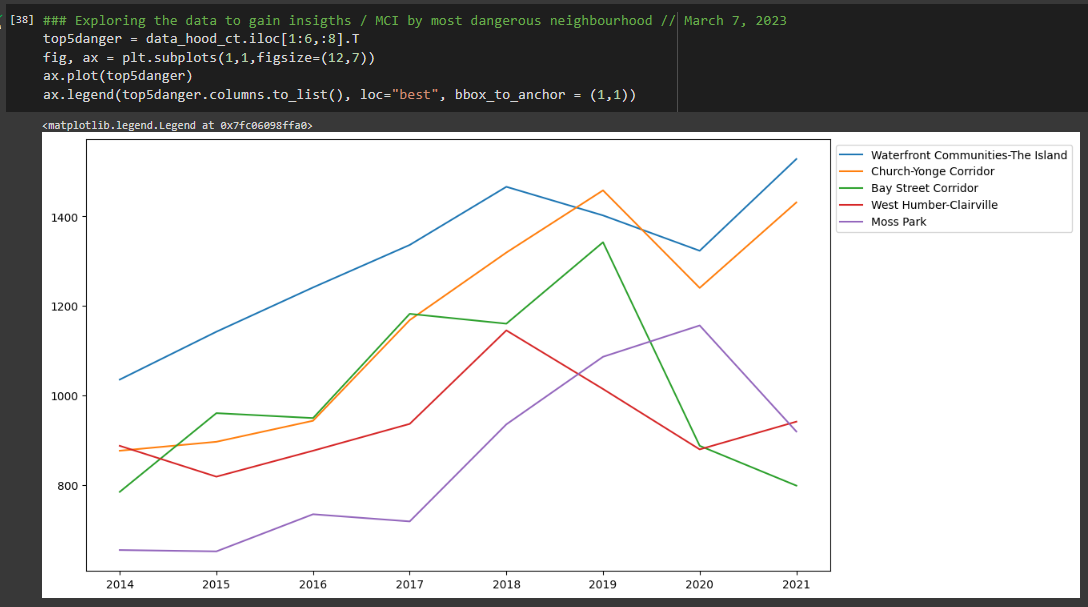 [38] ### Exploring the data to gain insigths / MCI by most dangerous neighbourhood // March 7, 2023
top5danger = data_hood_ct.iloc[1:6,:8].T
fig, ax = plt.subplots(1,1,figsize=(12,7))
ax.plot(top5danger)
ax.legend(top5danger.columns.to_list(), loc="best", bbox_to_anchor = (1,1))
<matplotlib.legend.Legend at 0x7fc06098ffa0>
Waterfront Communities-The Island
Church-Yonge Corridor
Bay Street Corridor
West Humber-Clairville
Moss Park
1400
1200
1000
800
2014 2015 2016 2017 2018 2019 2020 2021